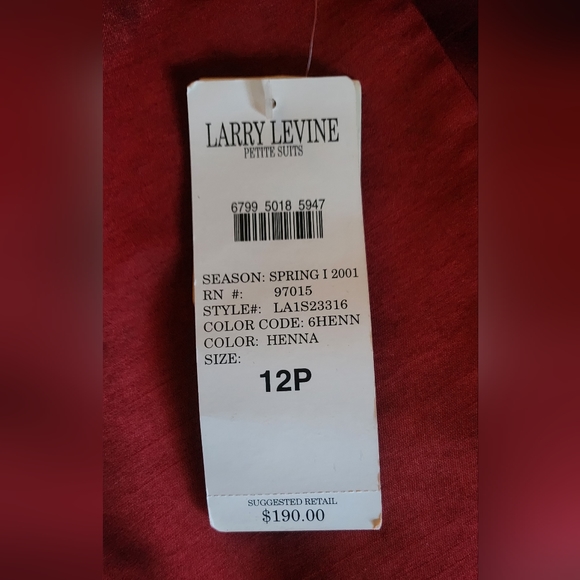 LARRY LEVINE
PETITE SUITS
6799 5018 5947
SEASON: SPRING I 2001
RN #: 97015
STYLE#: LA1S23316
COLOR CODE: 6HENN
COLOR: HENNA
SIZE:
12P
SUGGESTED RETAIL
$190.00